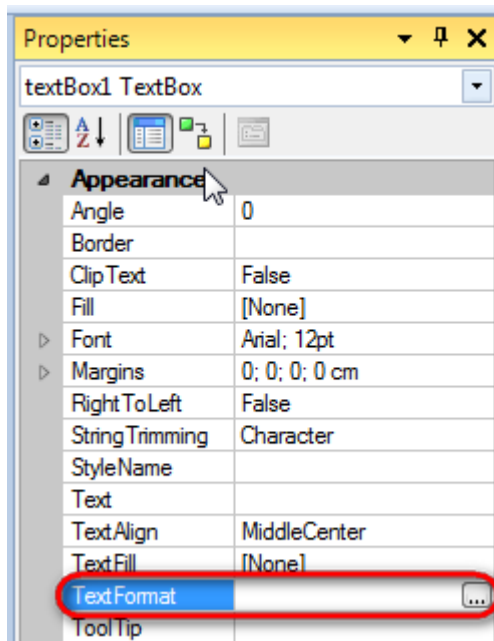 Properties
textBox1 TextBox
Appearance
Angle 0
Border
ClipText False
Fill [None]
Font Arial; 12pt
Margins 0; 0; 0; 0 cm
RightToLeft False
StringTrimming Character
StyleName
Text
TextAlign MiddleCenter
TextFill [None]
TextFormat ...
ToolTip